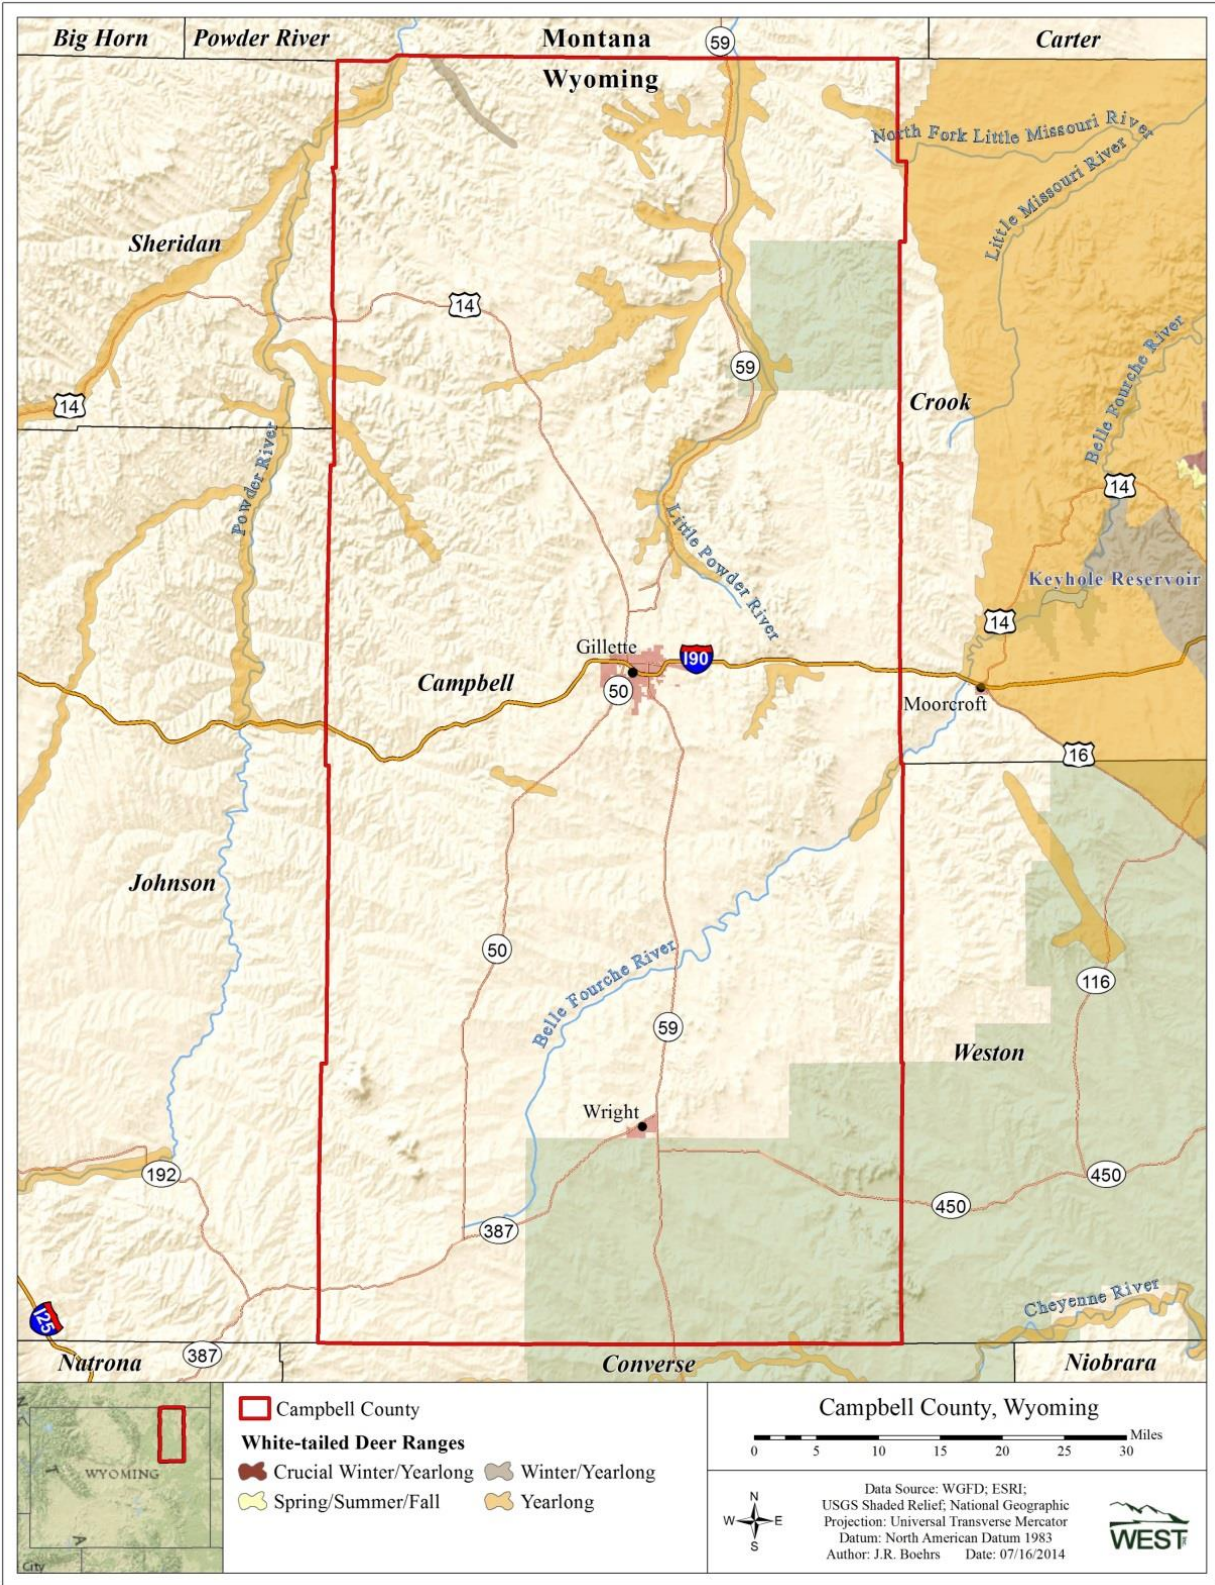 Big Horn
Powder River
Montana
59
Carter
Wyoming
North Fork Little Missouri River
Little Missouri River
Sheridan
14
59
Belle Fourche River
14
Crook
Powder River
14
Little Powder River
Keyhole Reservoir
14
Gillette
I90
Campbell
50
Moorcroft
16
Johnson
50
Belle Fourche River
116
59
Weston
Wright
192
450
450
387
Cheyenne River
I25
Natrona
387
Converse
Niobrara
WYOMING
City
Campbell County
White-tailed Deer Ranges
Crucial Winter/Yearlong
Winter/Yearlong
Spring/Summer/Fall
Yearlong
Campbell County, Wyoming
Miles
0 5 10 15 20 25 30
N
W E
S
Data Source: WGFD; ESRI;
USGS Shaded Relief; National Geographic
Projection: Universal Transverse Mercator
Datum: North American Datum 1983
Author: J.R. Boehrs Date: 07/16/2014
WEST